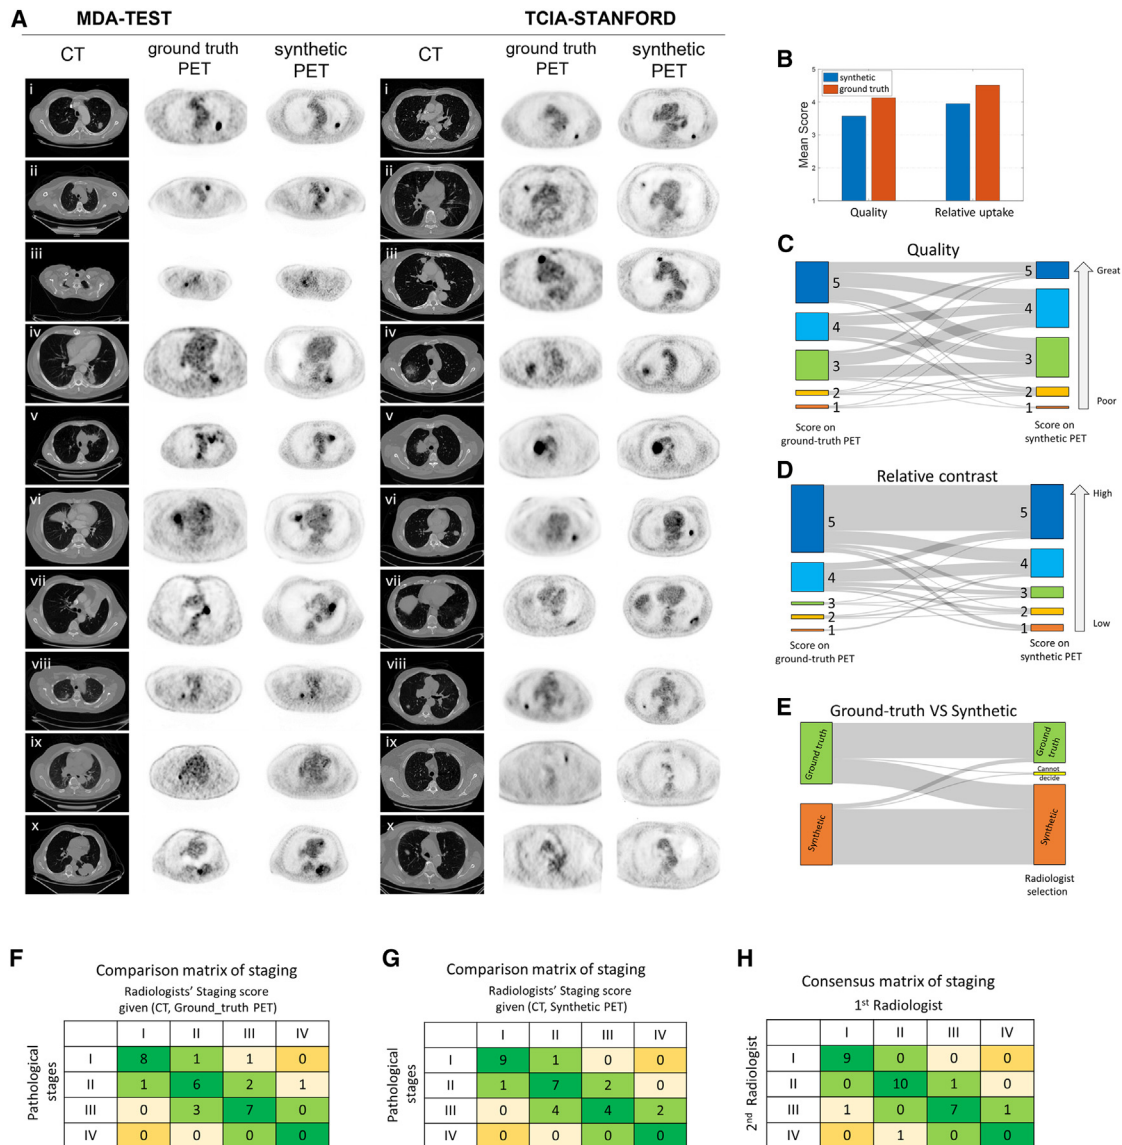 A
MDA-TEST
TCIA-STANFORD
CT
ground truth
PET
synthetic
PET
CT
ground truth
PET
synthetic
PET
i
ii
iii
iv
v
vi
vii
viii
ix
x
i
ii
iii
iv
v
vi
vii
viii
ix
x
B
synthetic
ground truth
Mean Score
5
4
3
2
1
Quality
Relative uptake
C
Quality
5
4
3
2
1
5
4
3
2
1
Great
Poor
Score on
ground-truth PET
Score on
synthetic PET
D
Relative contrast
5
4
3
2
1
5
4
3
2
1
High
Low
Score on
ground-truth PET
Score on
synthetic PET
E
Ground-truth VS Synthetic
Ground truth
Synthetic
Ground
truth
Cannot
decide
Synthetic
Radiologist
selection
F
Comparison matrix of staging
Radiologists' Staging score
given (CT, Ground_truth PET)
Pathological
stages
I II III IV
I 8 1 1 0
II 1 6 2 1
III 0 3 7 0
IV 0 0 0 0
G
Comparison matrix of staging
Radiologists' Staging score
given (CT, Synthetic PET)
Pathological
stages
I II III IV
I 9 1 0 0
II 1 7 2 0
III 0 4 4 2
IV 0 0 0 0
H
Consensus matrix of staging
1st Radiologist
2nd Radiologist
I II III IV
I 9 0 0 0
II 0 10 1 0
III 1 0 7 1
IV 0 1 0 0